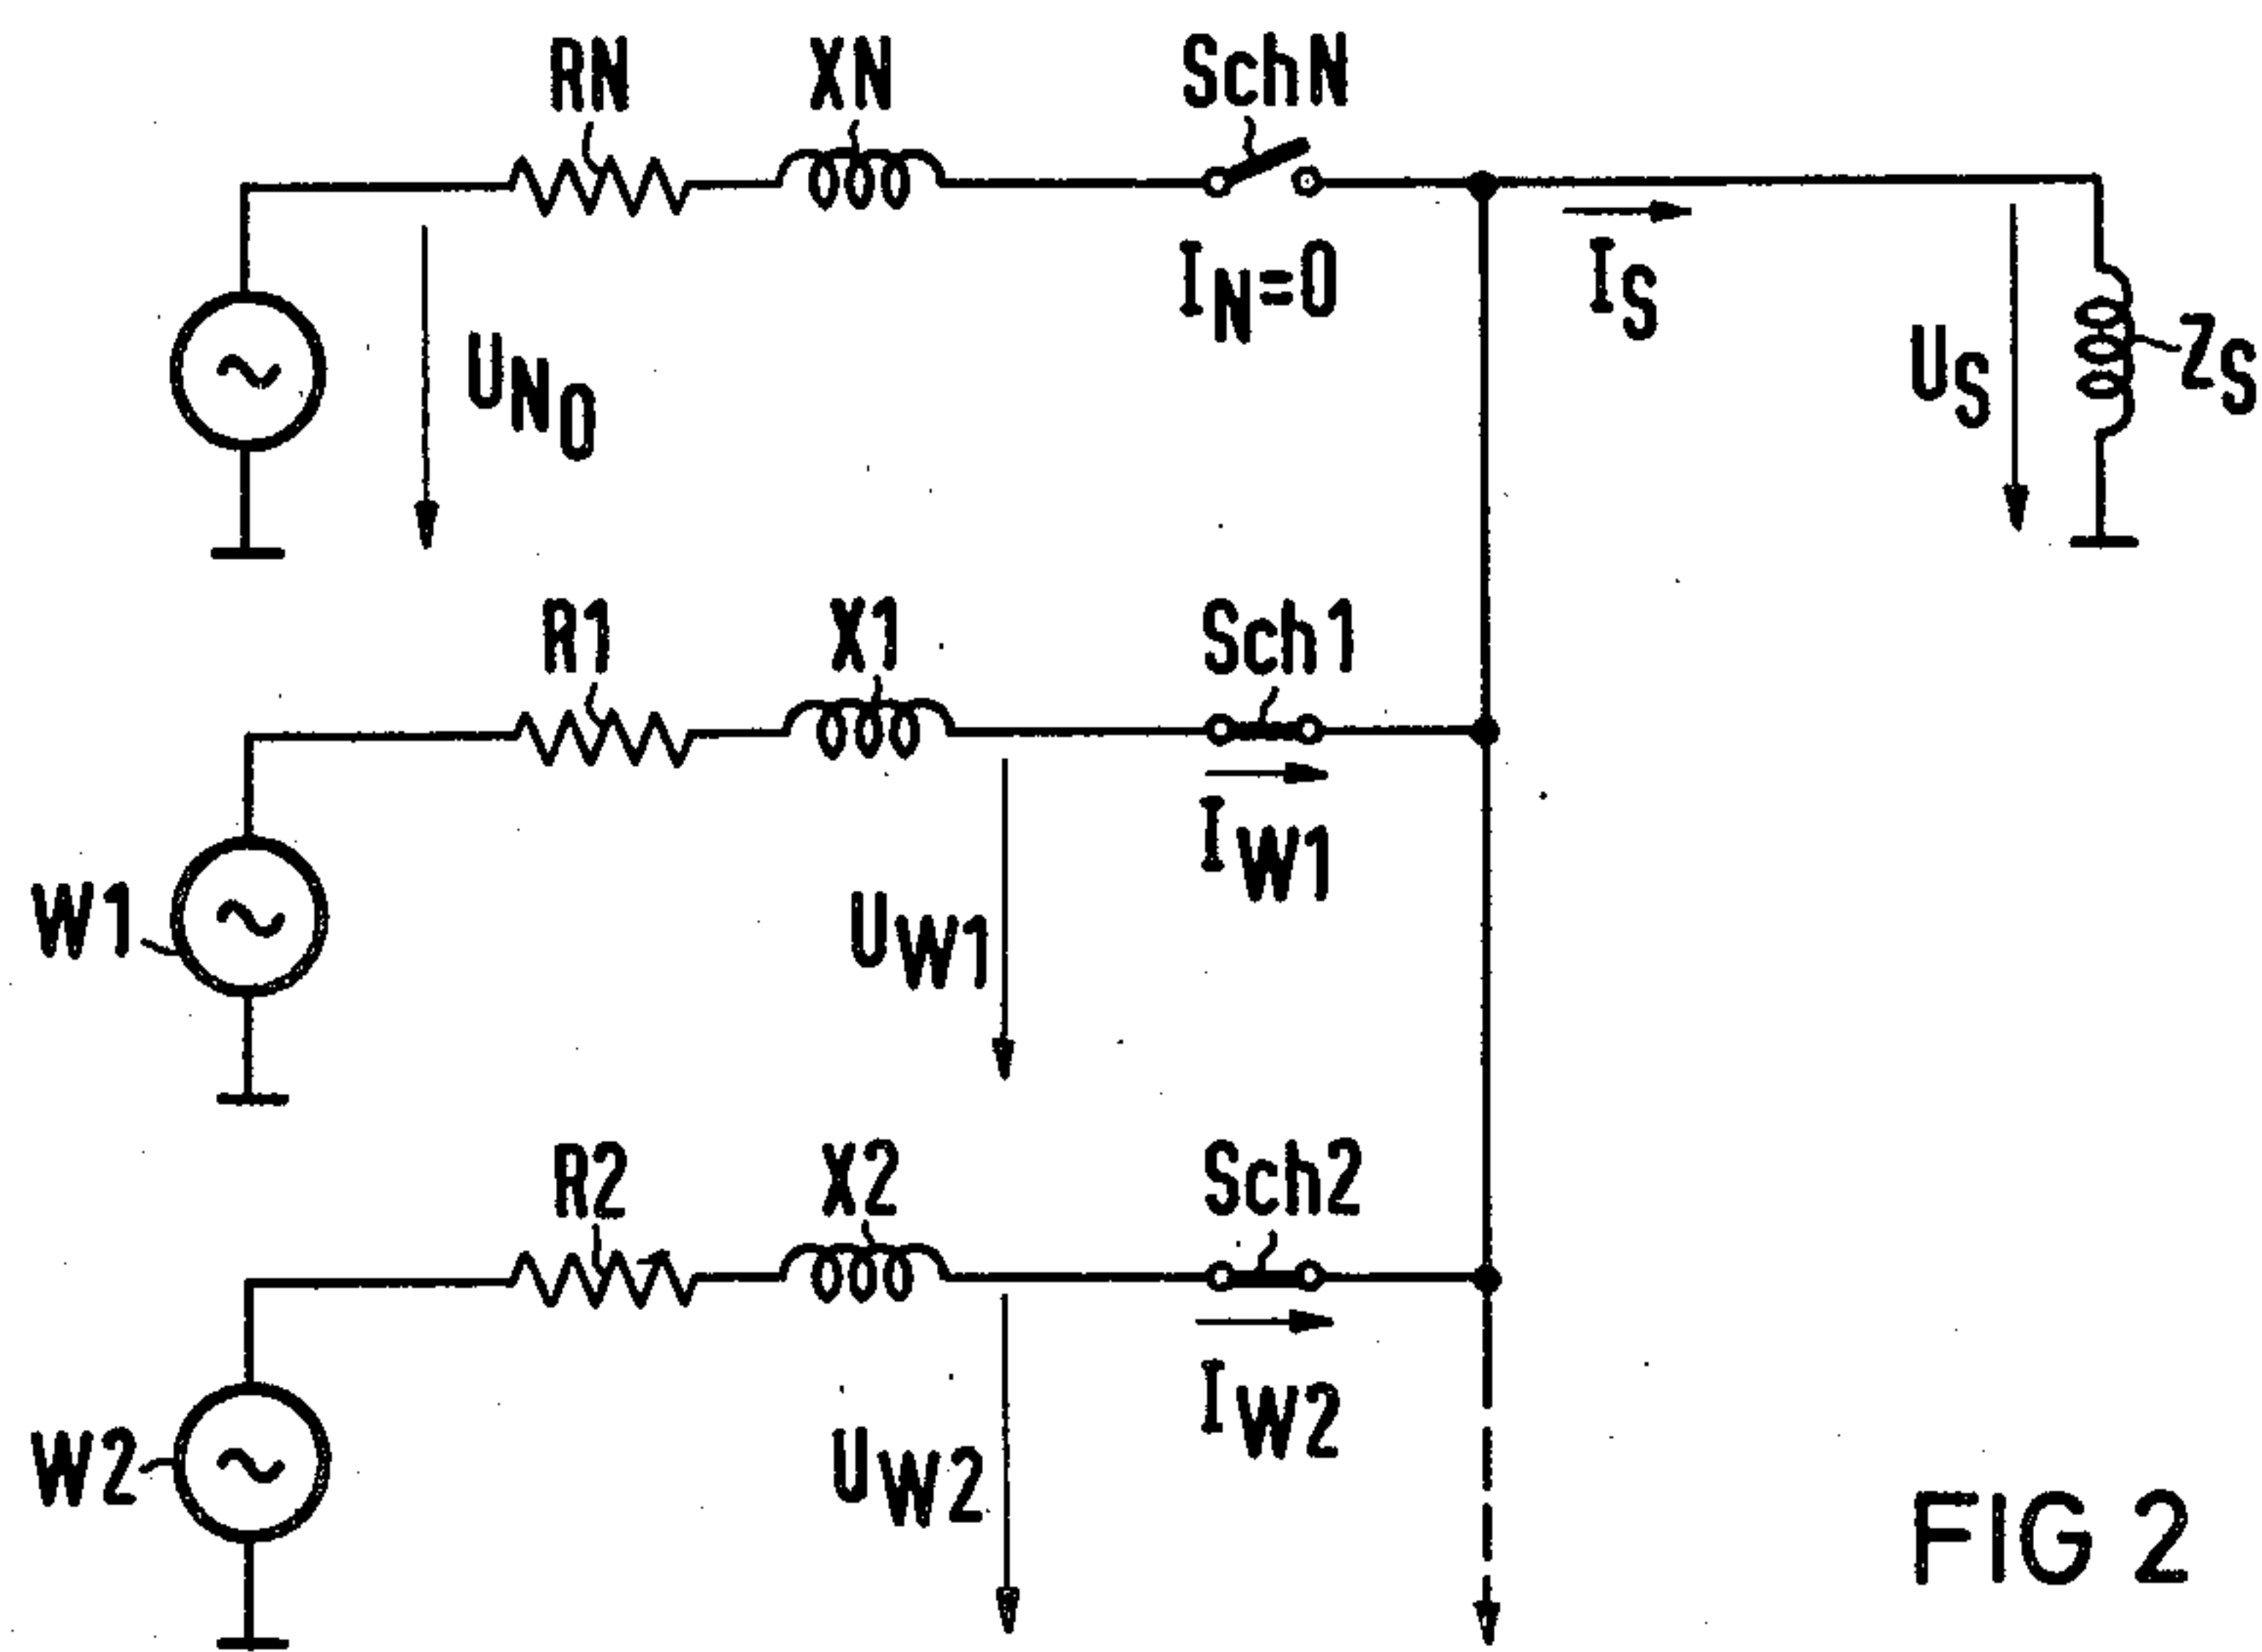 RN XN SchN
I_N=0
I_S
U_N_0
U_S
Z_S
R1 X1 Sch1
I_W1
W1
U_W1
R2 X2 Sch2
I_W2
W2
U_W2
FIG 2